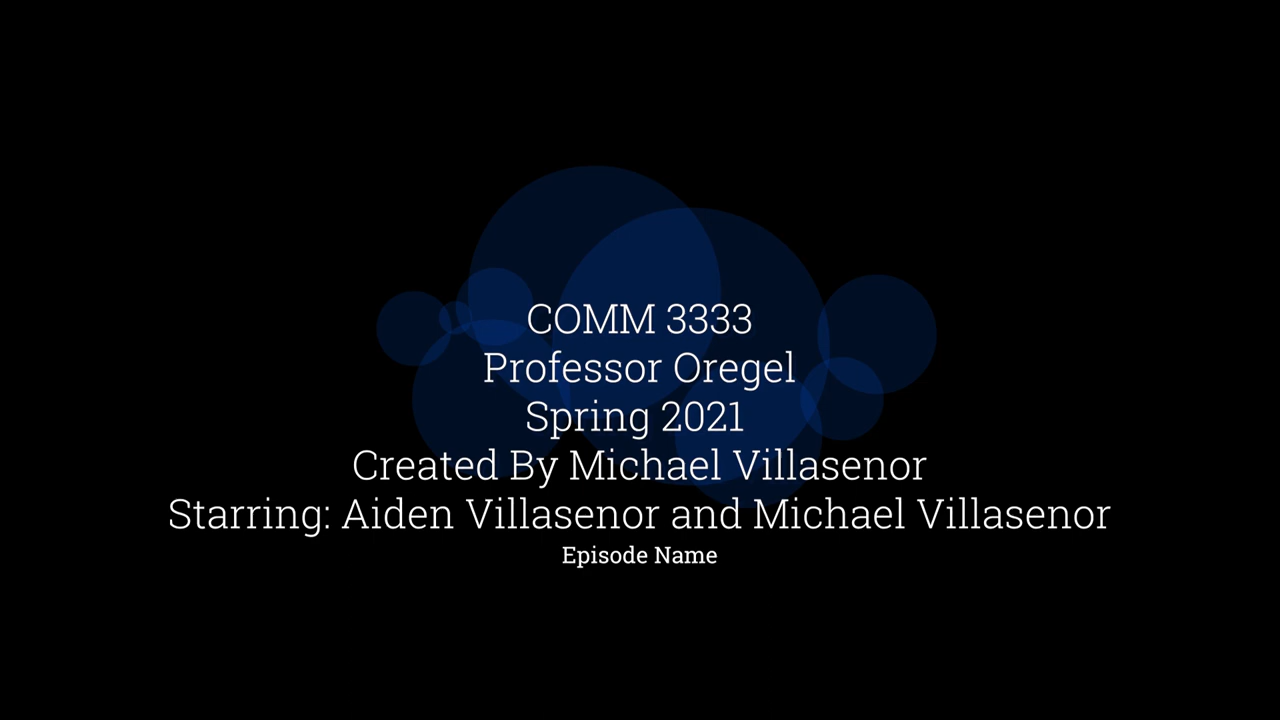 COMM 3333
Professor Oregel
Spring 2021
Created By Michael Villasenor
Starring: Aiden Villasenor and Michael Villasenor
Episode Name